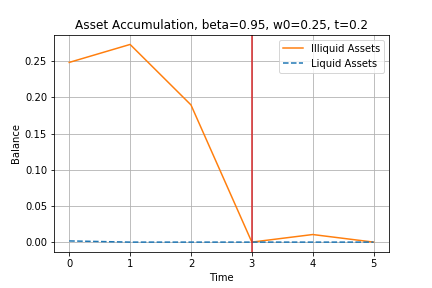 Asset Accumulation, beta=0.95, w0=0.25, t=0.2
Illiquid Assets
Liquid Assets
Balance
0.25
0.20
0.15
0.10
0.05
0.00
0 1 2 3 4 5
Time